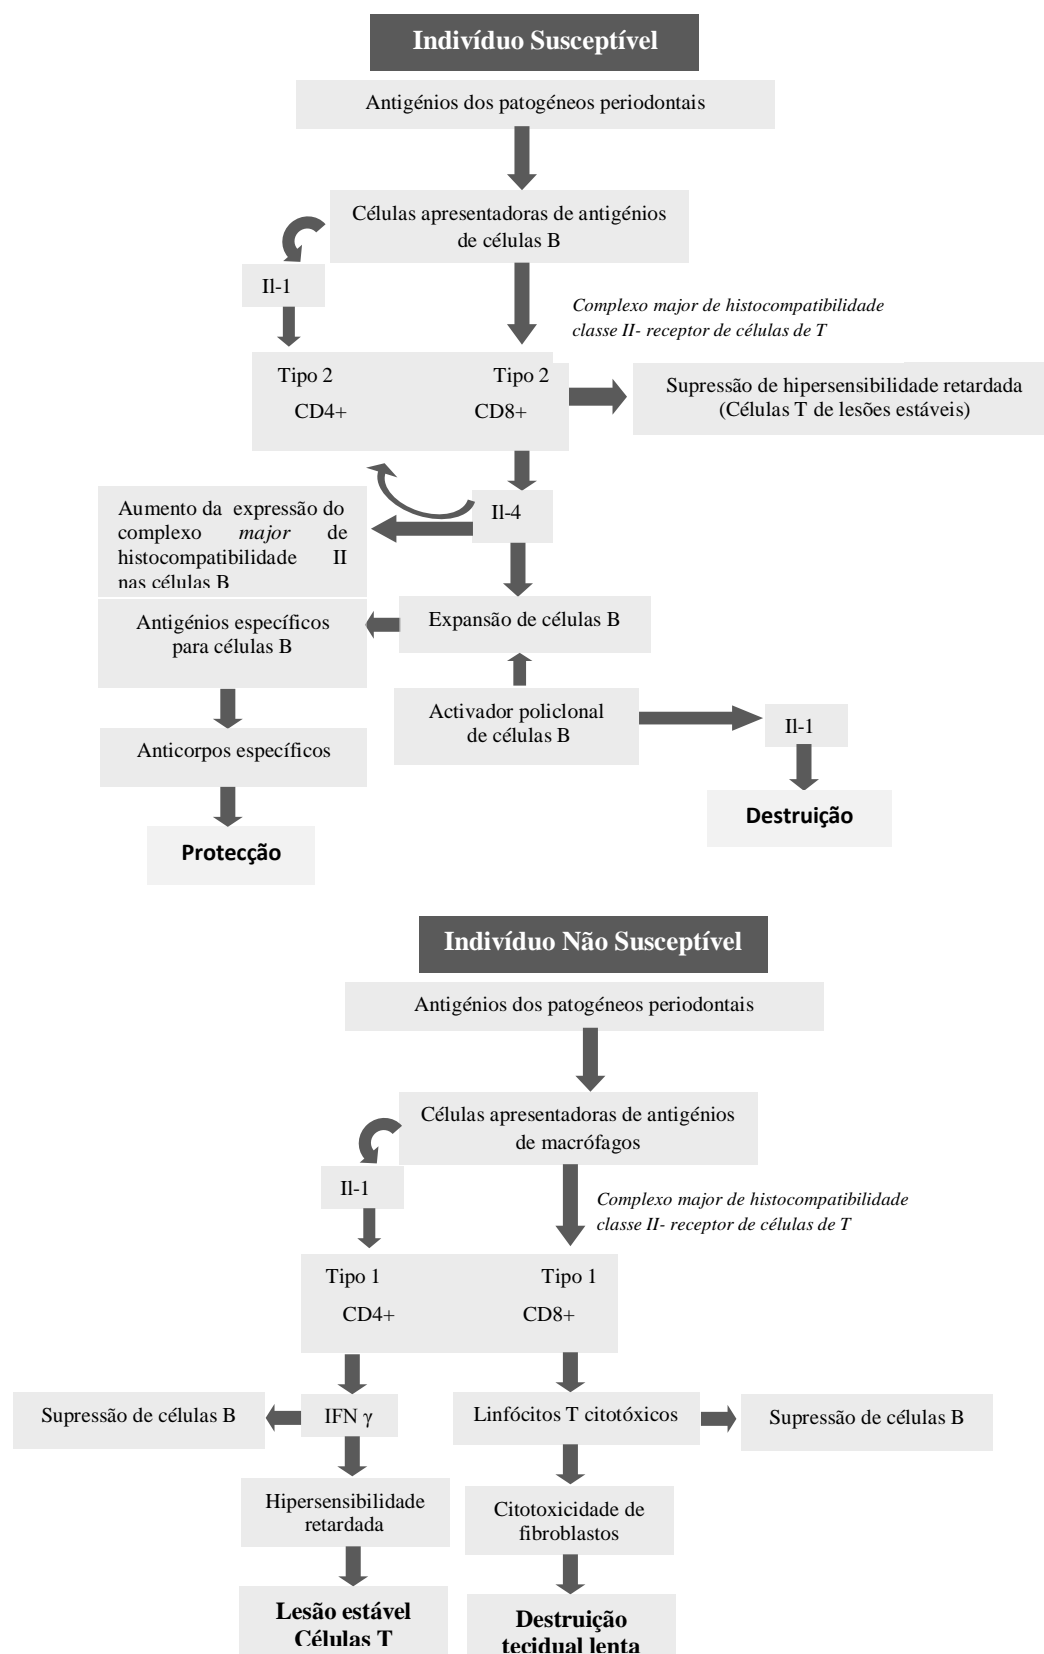 Indivíduo Susceptível
Antigénios dos patogéneos periodontais
Células apresentadoras de antigénios
de células B
Il-1
Complexo major de histocompatibilidade
classe II- receptor de células de T
Tipo 2 Tipo 2
CD4+ CD8+
Supressão de hipersensibilidade retardada
(Células T de lesões estáveis)
Il-4
Aumento da expressão do
complexo major de
histocompatibilidade II
nas células B
Expansão de células B
Antigénios específicos
para células B
Activador policlonal
de células B
Il-1
Anticorpos específicos
Destruição
Protecção
Indivíduo Não Susceptível
Antigénios dos patogéneos periodontais
Células apresentadoras de antigénios
de macrófagos
Il-1
Complexo major de histocompatibilidade
classe II- receptor de células de T
Tipo 1 Tipo 1
CD4+ CD8+
Supressão de células B
IFN γ
Linfócitos T citotóxicos
Supressão de células B
Hipersensibilidade
retardada
Citotoxicidade de
fibroblastos
Lesão estável
Células T
Destruição
tecidual lenta